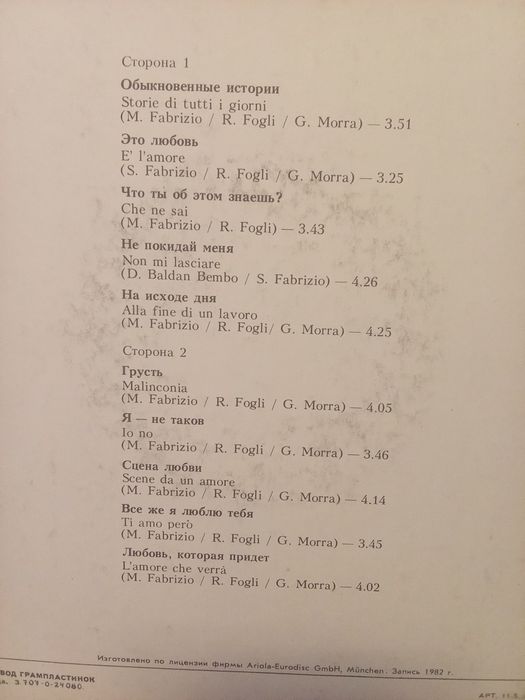 Сторона 1
Обыкновенные истории
Storie di tutti i giorni
(M. Fabrizio / R. Fogli / G. Morra) — 3.51
Это любовь
E' l'amore
(S. Fabrizio / R. Fogli / G. Morra) — 3.25
Что ты об этом знаешь?
Che ne sai
(M. Fabrizio / R. Fogli) — 3.43
Не покидай меня
Non mi lasciare
(D. Baldan Bembo / S. Fabrizio) — 4.26
На исходе дня
Alla fine di un lavoro
(M. Fabrizio / R. Fogli/ G. Morra) — 4.25
Сторона 2
Грусть
Malinconia
(M. Fabrizio / R. Fogli / G. Morra) — 4.05
Я — не таков
Io no
(M. Fabrizio / R. Fogli / G. Morra) — 3.46
Сцена любви
Scene da un amore
(M. Fabrizio / R. Fogli / G. Morra) — 4.14
Все же я люблю тебя
Ti amo però
(M. Fabrizio / R. Fogli / G. Morra) — 3.45
Любовь, которая придет
L'amore che verrà
(M. Fabrizio / R. Fogli / G. Morra) — 4.02
Изготовлено по лицензии фирмы Ariola-Eurodisc GmbH, München. Запись 1982 г.
ВОД ГРАМПЛАСТИНОК
АРТ. 11-